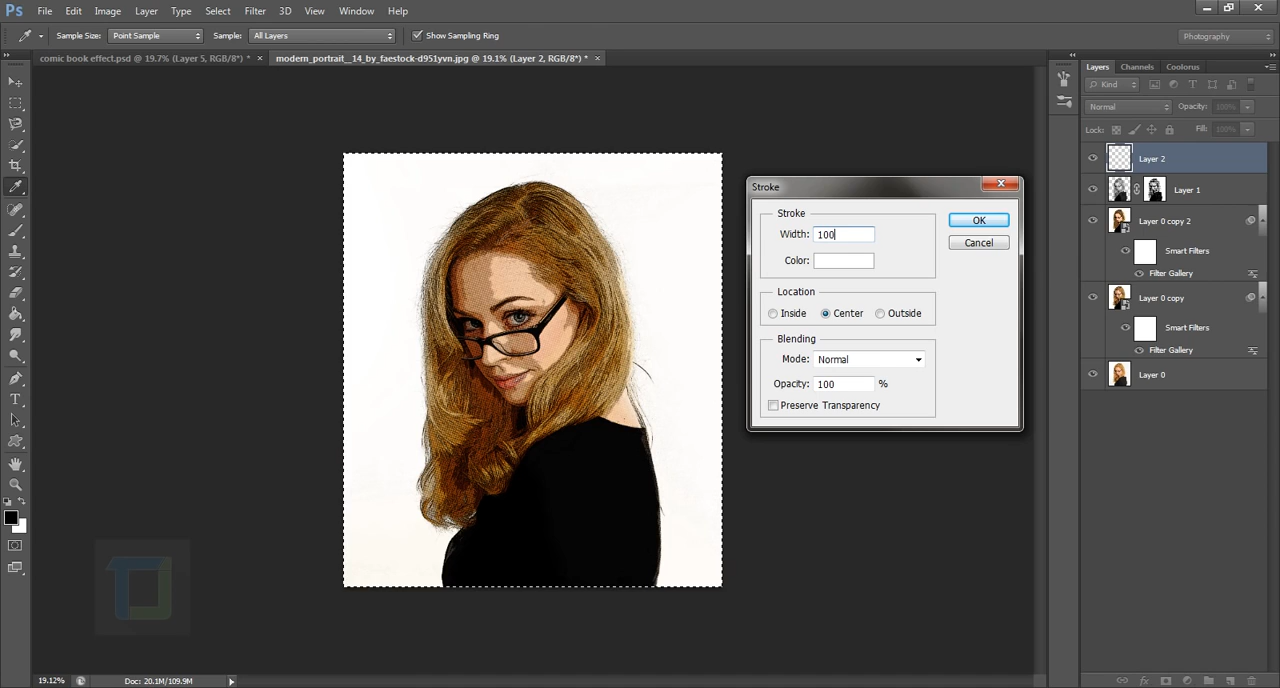 Ps File Edit Image Layer Type Select Filter 3D View Window Help
Sample Size: Point Sample Sample: All Layers Show Sampling Ring Photography
comic book effect.psd @ 19.7% (Layer 5, RGB/8*) * × modern_portrait__14_by_faestock-d951yvn.jpg @ 19.1% (Layer 2, RGB/8*) * ×
Layers Channels Coolorus
Kind
Normal Opacity: 100%
Lock: Fill: 100%
Layer 2
Layer 1
Layer 0 copy 2
Smart Filters
Filter Gallery
Layer 0 copy
Smart Filters
Filter Gallery
Layer 0
Stroke
Stroke
Width: 100
Color:
OK
Cancel
Location
Inside Center Outside
Blending
Mode: Normal
Opacity: 100 %
Preserve Transparency
19.12% Doc: 20.1M/109.9M